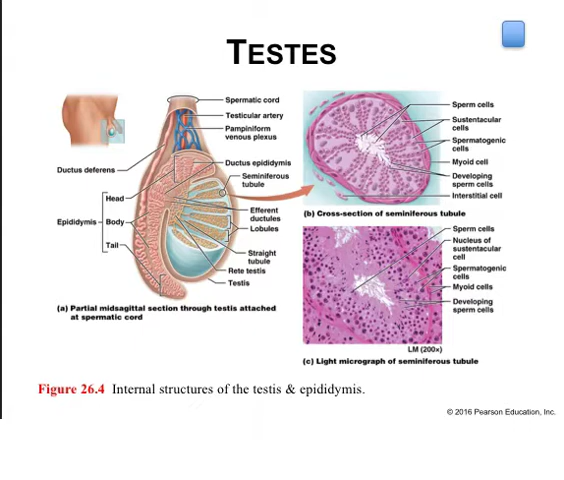 TESTES
Spermatic cord
Testicular artery
Pampiniform
venous plexus
Ductus deferens
Ductus epididymis
Seminiferous
tubule
Head
Epididymis
Body
Tail
Efferent
ductules
Lobules
Straight
tubule
Rete testis
Testis
(a) Partial midsagittal section through testis attached
at spermatic cord
Sperm cells
Sustentacular
cells
Spermatogenic
cells
Myoid cell
Developing
sperm cells
Interstitial cell
(b) Cross-section of seminiferous tubule
Sperm cells
Nucleus of
sustentacular
cell
Spermatogenic
cells
Myoid cells
Developing
sperm cells
LM (200×)
(c) Light micrograph of seminiferous tubule
Figure 26.4 Internal structures of the testis & epididymis.
© 2016 Pearson Education, Inc.